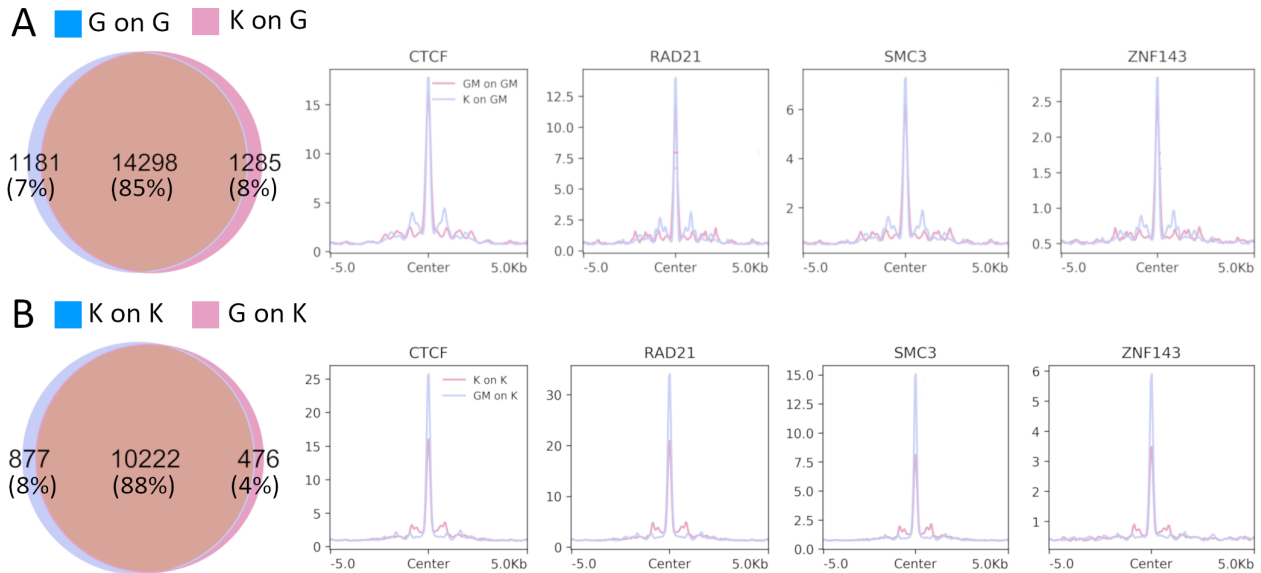 A
G on G
K on G
1181
(7%)
14298
(85%)
1285
(8%)
CTCF
15
10
5
0
GM on GM
K on GM
-5.0
Center
5.0Kb
RAD21
12.5
10.0
7.5
5.0
2.5
0.0
-5.0
Center
5.0Kb
SMC3
6
4
2
-5.0
Center
5.0Kb
ZNF143
2.5
2.0
1.5
1.0
0.5
-5.0
Center
5.0Kb
B
K on K
G on K
877
(8%)
10222
(88%)
476
(4%)
CTCF
25
20
15
10
5
0
K on K
GM on K
-5.0
Center
5.0Kb
RAD21
30
20
10
0
-5.0
Center
5.0Kb
SMC3
15.0
12.5
10.0
7.5
5.0
2.5
0.0
-5.0
Center
5.0Kb
ZNF143
6
5
4
3
2
1
-5.0
Center
5.0Kb